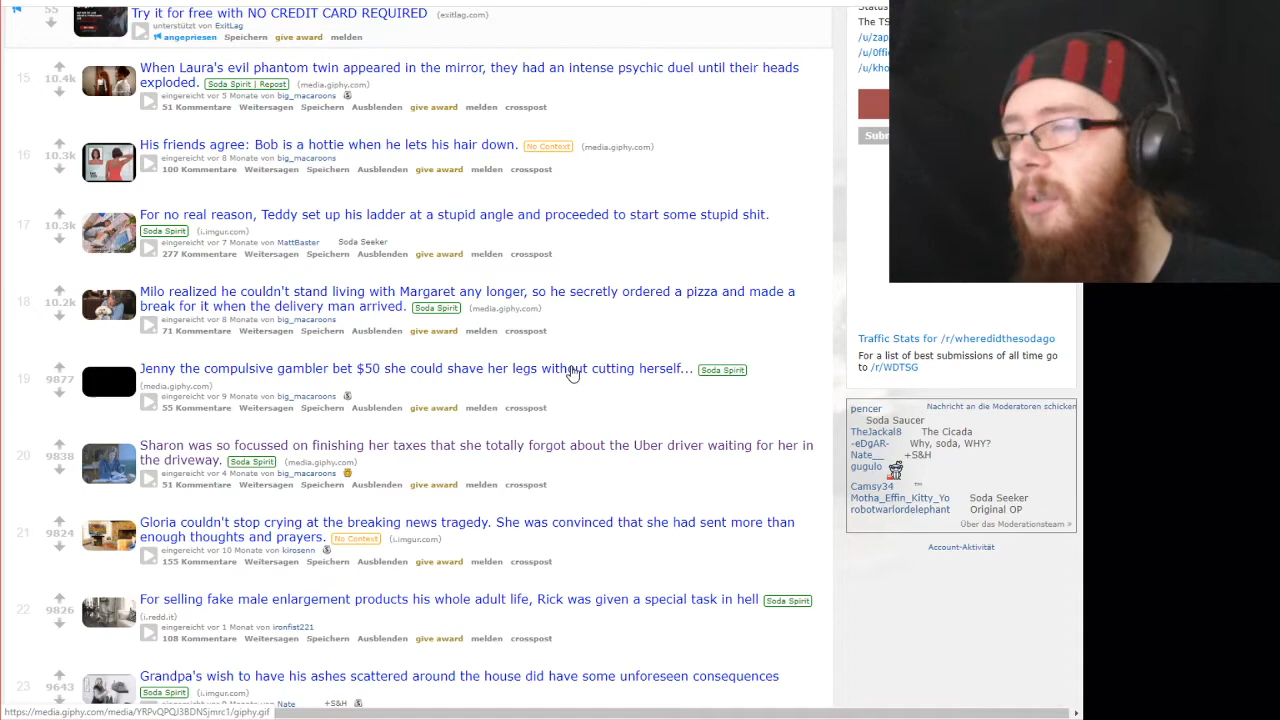 55
Try it for free with NO CREDIT CARD REQUIRED (exitlag.com)
unterstützt von ExitLag
angepriesen Speichern give award melden
15
10.4k
When Laura's evil phantom twin appeared in the mirror, they had an intense psychic duel until their heads
exploded. Soda Spirit | Repost (media.giphy.com)
eingereicht vor 5 Monate von big_macaroons
51 Kommentare Weitersagen Speichern Ausblenden give award melden crosspost
16
10.3k
His friends agree: Bob is a hottie when he lets his hair down. No Context (media.giphy.com)
eingereicht vor 8 Monate von big_macaroons
100 Kommentare Weitersagen Speichern Ausblenden give award melden crosspost
17
10.3k
For no real reason, Teddy set up his ladder at a stupid angle and proceeded to start some stupid shit.
Soda Spirit (i.imgur.com)
eingereicht vor 7 Monate von MattBaster Soda Seeker
277 Kommentare Weitersagen Speichern Ausblenden give award melden crosspost
18
10.2k
Milo realized he couldn't stand living with Margaret any longer, so he secretly ordered a pizza and made a
break for it when the delivery man arrived. Soda Spirit (media.giphy.com)
eingereicht vor 8 Monate von big_macaroons
71 Kommentare Weitersagen Speichern Ausblenden give award melden crosspost
19
9877
Jenny the compulsive gambler bet $50 she could shave her legs without cutting herself... Soda Spirit
(media.giphy.com)
eingereicht vor 9 Monate von big_macaroons
55 Kommentare Weitersagen Speichern Ausblenden give award melden crosspost
20
9838
Sharon was so focussed on finishing her taxes that she totally forgot about the Uber driver waiting for her in
the driveway. Soda Spirit (media.giphy.com)
eingereicht vor 4 Monate von big_macaroons
51 Kommentare Weitersagen Speichern Ausblenden give award melden crosspost
21
9824
Gloria couldn't stop crying at the breaking news tragedy. She was convinced that she had sent more than
enough thoughts and prayers. No Context (i.imgur.com)
eingereicht vor 10 Monate von kirosenn
155 Kommentare Weitersagen Speichern Ausblenden give award melden crosspost
22
9826
For selling fake male enlargement products his whole adult life, Rick was given a special task in hell Soda Spirit
(i.redd.it)
eingereicht vor 1 Monat von ironfist221
108 Kommentare Weitersagen Speichern Ausblenden give award melden crosspost
23
9643
Grandpa's wish to have his ashes scattered around the house did have some unforeseen consequences
Soda Spirit (i.imgur.com)
Nate +S&H
https://media.giphy.com/media/YRPvQPQJ3BDNSjmrc1/giphy.gif
Status
The TS
/u/zap
/u/0ffi
/u/kho
Subr
Traffic Stats for /r/wheredidthesodago
For a list of best submissions of all time go
to /r/WDTSG
pencer Nachricht an die Moderatoren schicken
Soda Saucer
TheJackal8 The Cicada
-eDgAR- Why, soda, WHY?
Nate__ +S&H
gugulo
Camsy34 ™
Motha_Effin_Kitty_Yo Soda Seeker
robotwarlordelephant Original OP
Über das Moderationsteam »
Account-Aktivität